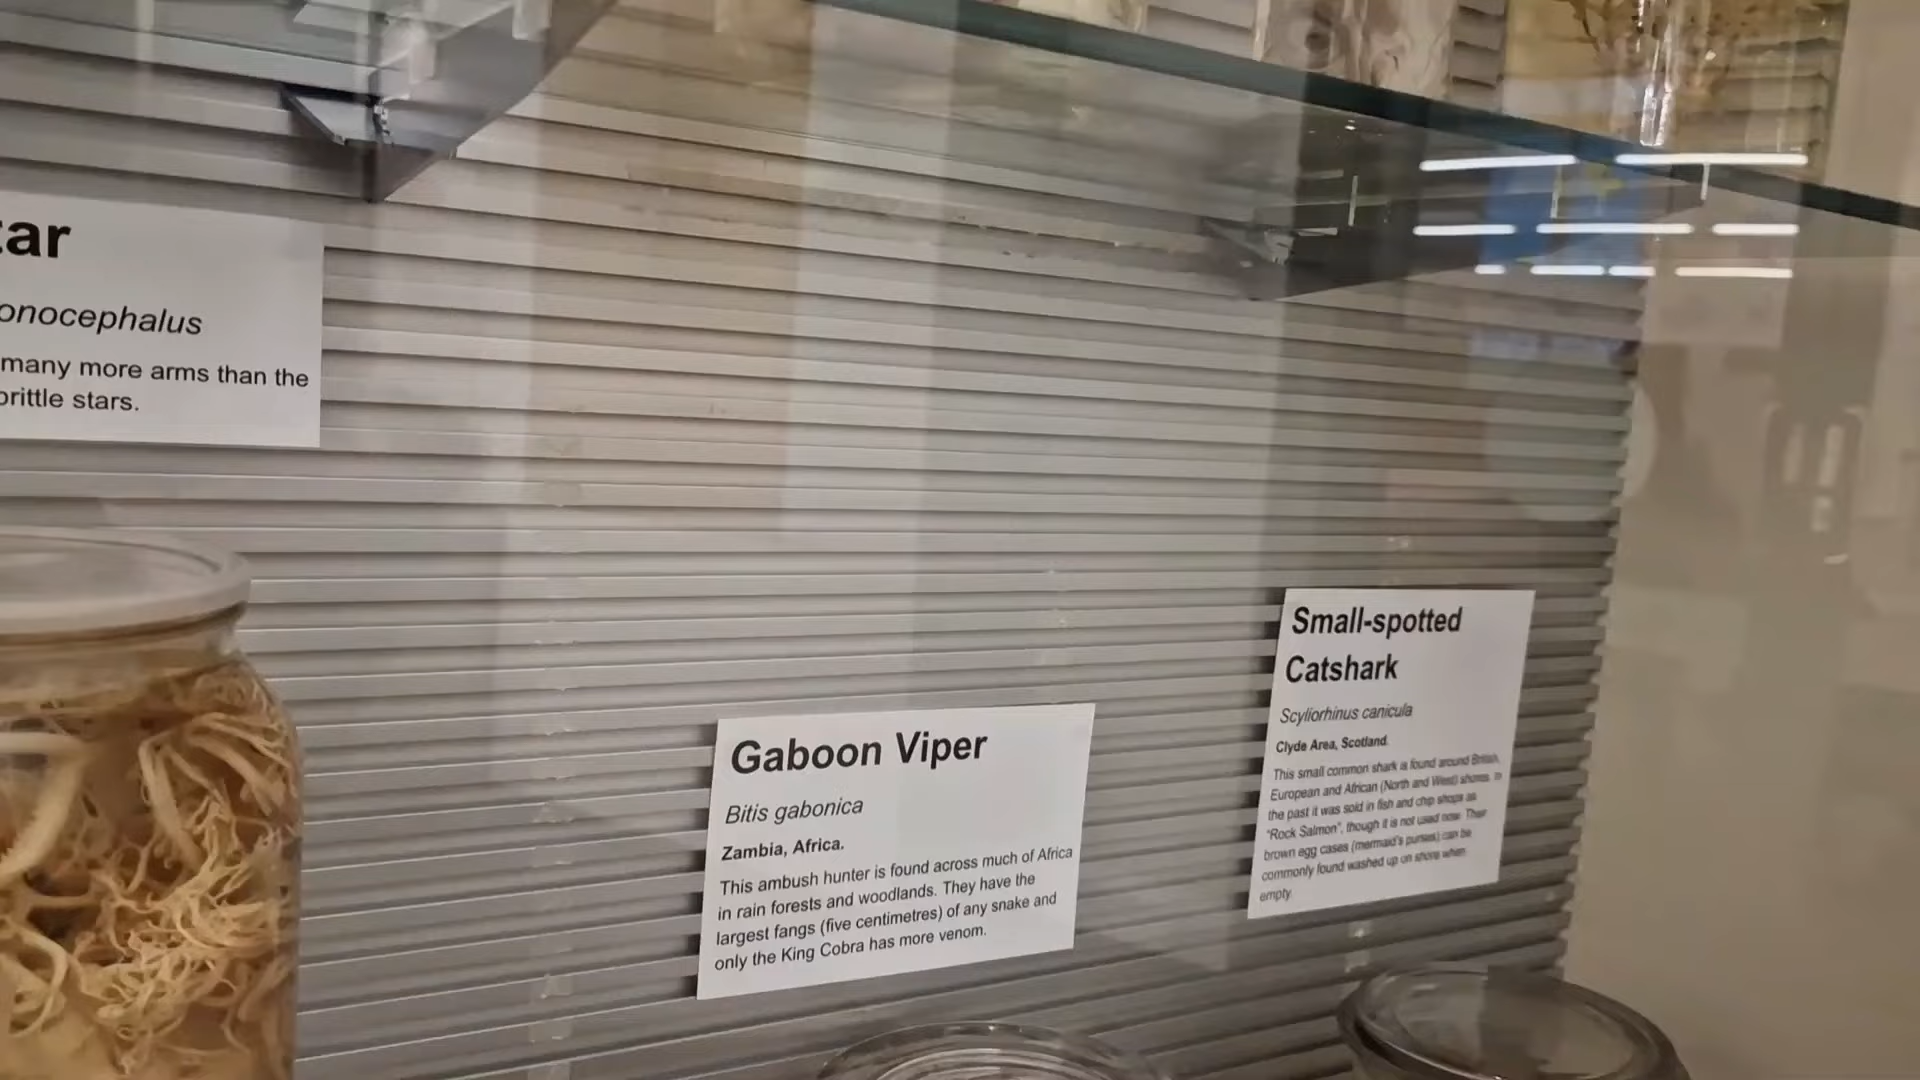 tar
onocephalus
many more arms than the
brittle stars.
Gaboon Viper
Bitis gabonica
Zambia, Africa.
This ambush hunter is found across much of Africa
in rain forests and woodlands. They have the
largest fangs (five centimetres) of any snake and
only the King Cobra has more venom.
Small-spotted
Catshark
Scyliorhinus canicula
Clyde Area, Scotland.
This small common shark is found around British,
European and African (North and West) shores. In
the past it was sold in fish and chip shops as
"Rock Salmon", though it is not used now. Their
brown egg cases (mermaid's purses) can be
commonly found washed up on shore when
empty.